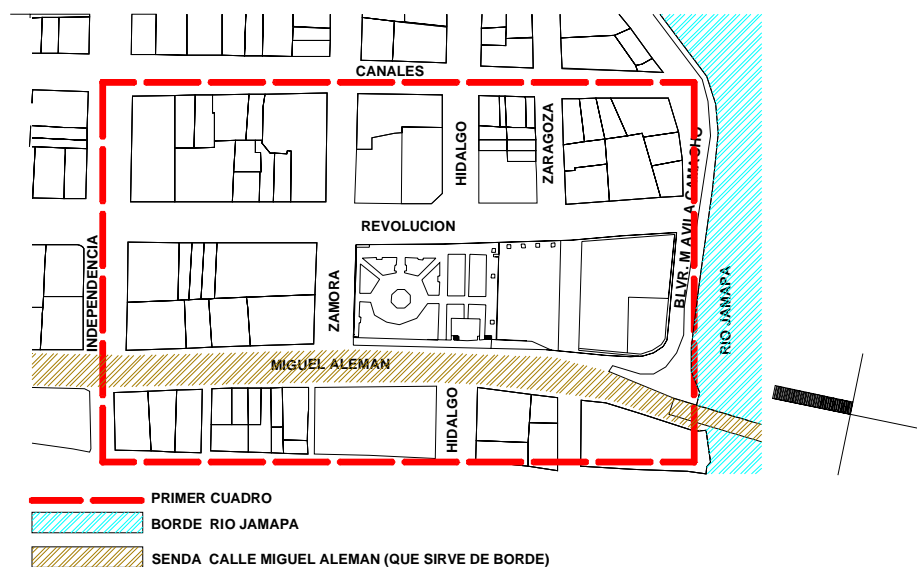 CANALES
HIDALGO
ZARAGOZA
BLVR. M AVILA CAMACHO
REVOLUCION
INDEPENDENCIA
ZAMORA
RIO JAMAPA
MIGUEL ALEMAN
HIDALGO
PRIMER CUADRO
BORDE RIO JAMAPA
SENDA CALLE MIGUEL ALEMAN (QUE SIRVE DE BORDE)